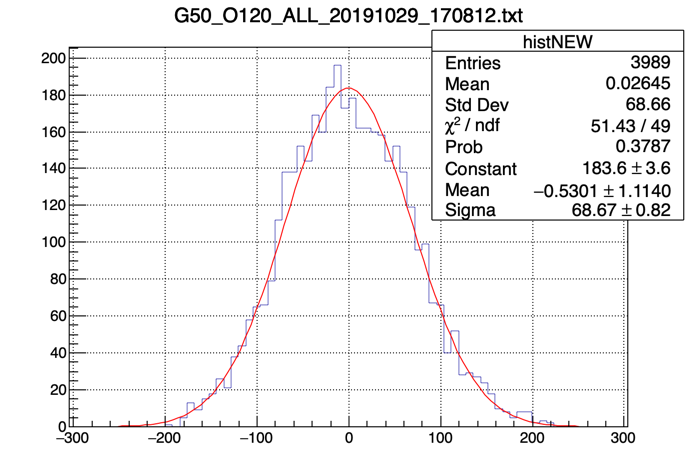 G50_O120_ALL_20191029_170812.txt
histNEW
Entries 3989
Mean 0.02645
Std Dev 68.66
χ² / ndf 51.43 / 49
Prob 0.3787
Constant 183.6 ± 3.6
Mean −0.5301 ± 1.1140
Sigma 68.67 ± 0.82
200
180
160
140
120
100
80
60
40
20
0
−300 −200 −100 0 100 200 300